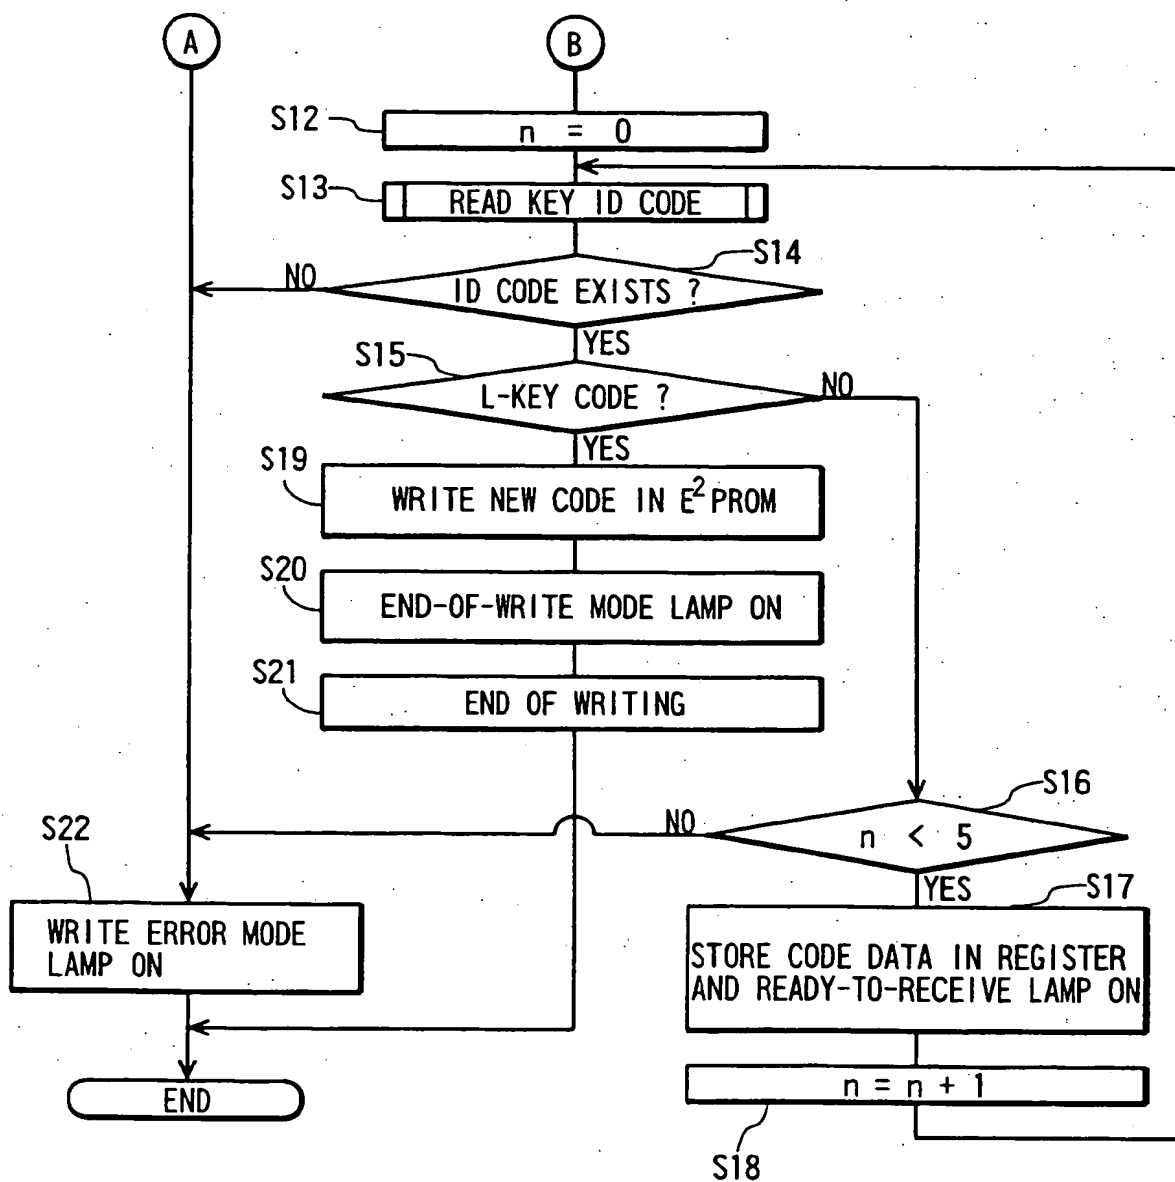 A
B
S12
n = 0
S13
READ KEY ID CODE
S14
NO
ID CODE EXISTS ?
YES
S15
L-KEY CODE ?
NO
YES
S19
WRITE NEW CODE IN E²PROM
S20
END-OF-WRITE MODE LAMP ON
S21
END OF WRITING
S16
NO
n < 5
YES
S22
WRITE ERROR MODE
LAMP ON
S17
STORE CODE DATA IN REGISTER
AND READY-TO-RECEIVE LAMP ON
n = n + 1
S18
END